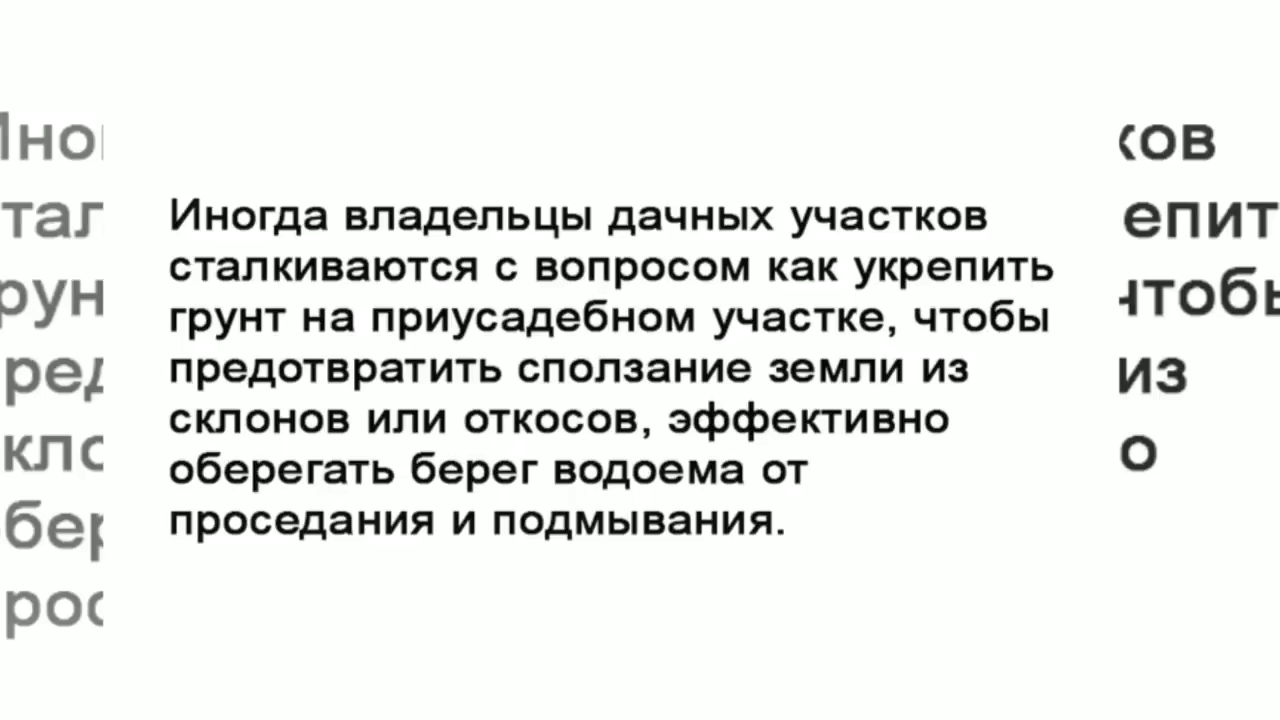 Иногда владельцы дачных участков
сталкиваются с вопросом как укрепить
грунт на приусадебном участке, чтобы
предотвратить сползание земли из
склонов или откосов, эффективно
оберегать берег водоема от
проседания и подмывания.